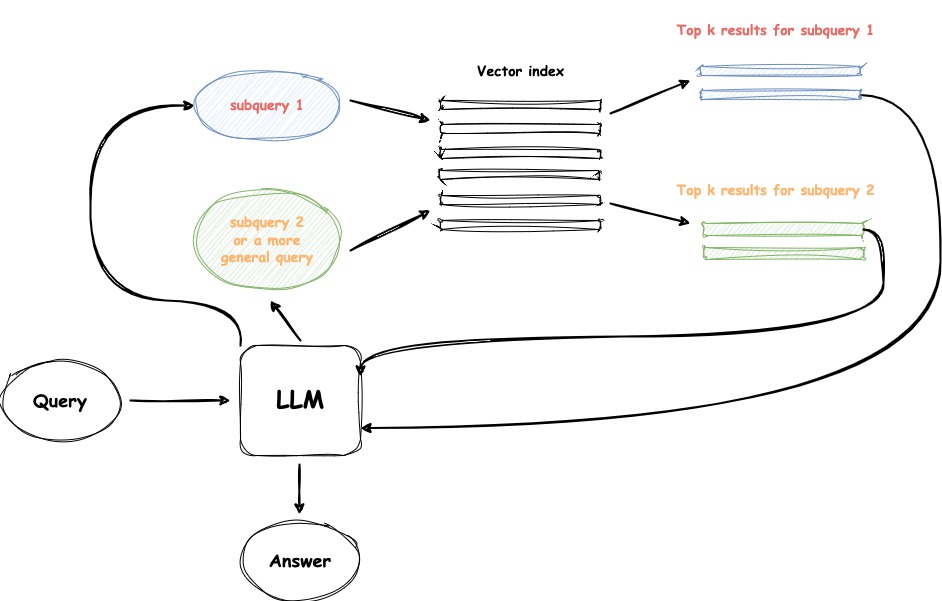 Top k results for subquery 1
Vector index
subquery 1
Top k results for subquery 2
subquery 2
or a more
general query
Query
LLM
Answer